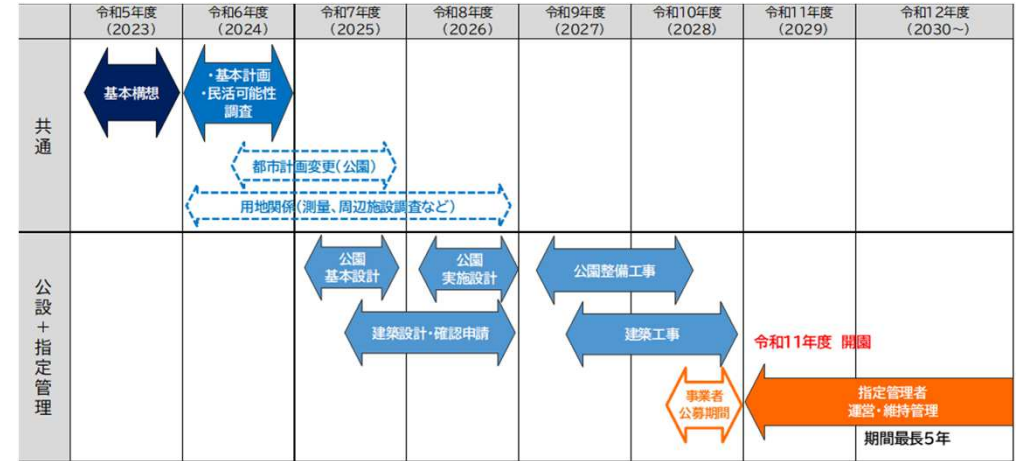 令和5年度
(2023)
令和6年度
(2024)
令和7年度
(2025)
令和8年度
(2026)
令和9年度
(2027)
令和10年度
(2028)
令和11年度
(2029)
令和12年度
(2030~)
共通
基本構想
・基本計画
・民活可能性
調査
都市計画変更(公園)
用地関係(測量、周辺施設調査など)
公設+指定管理
公園
基本設計
公園
実施設計
公園整備工事
建築設計・確認申請
建築工事
令和11年度 開園
事業者
公募期間
指定管理者
運営・維持管理
期間最長5年